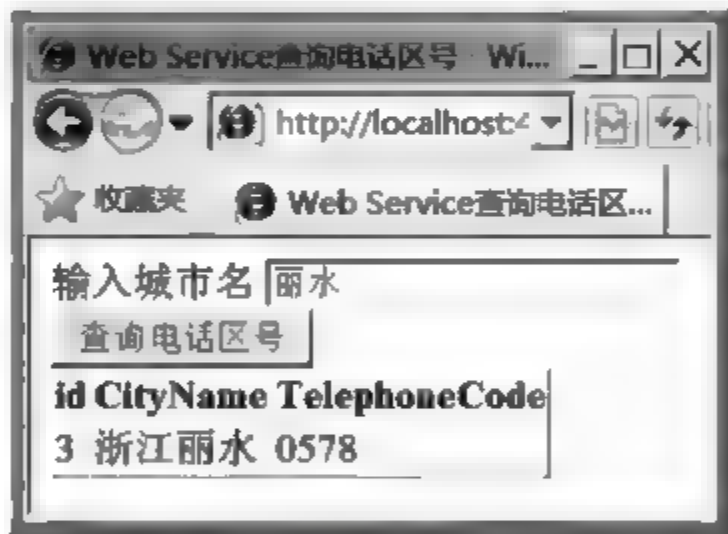 Web Service查询电话区号 - Wi...
http://localhost:4
收藏夹
Web Service查询电话区...
输入城市名 丽水
查询电话区号
id CityName TelephoneCode
3 浙江丽水 0578